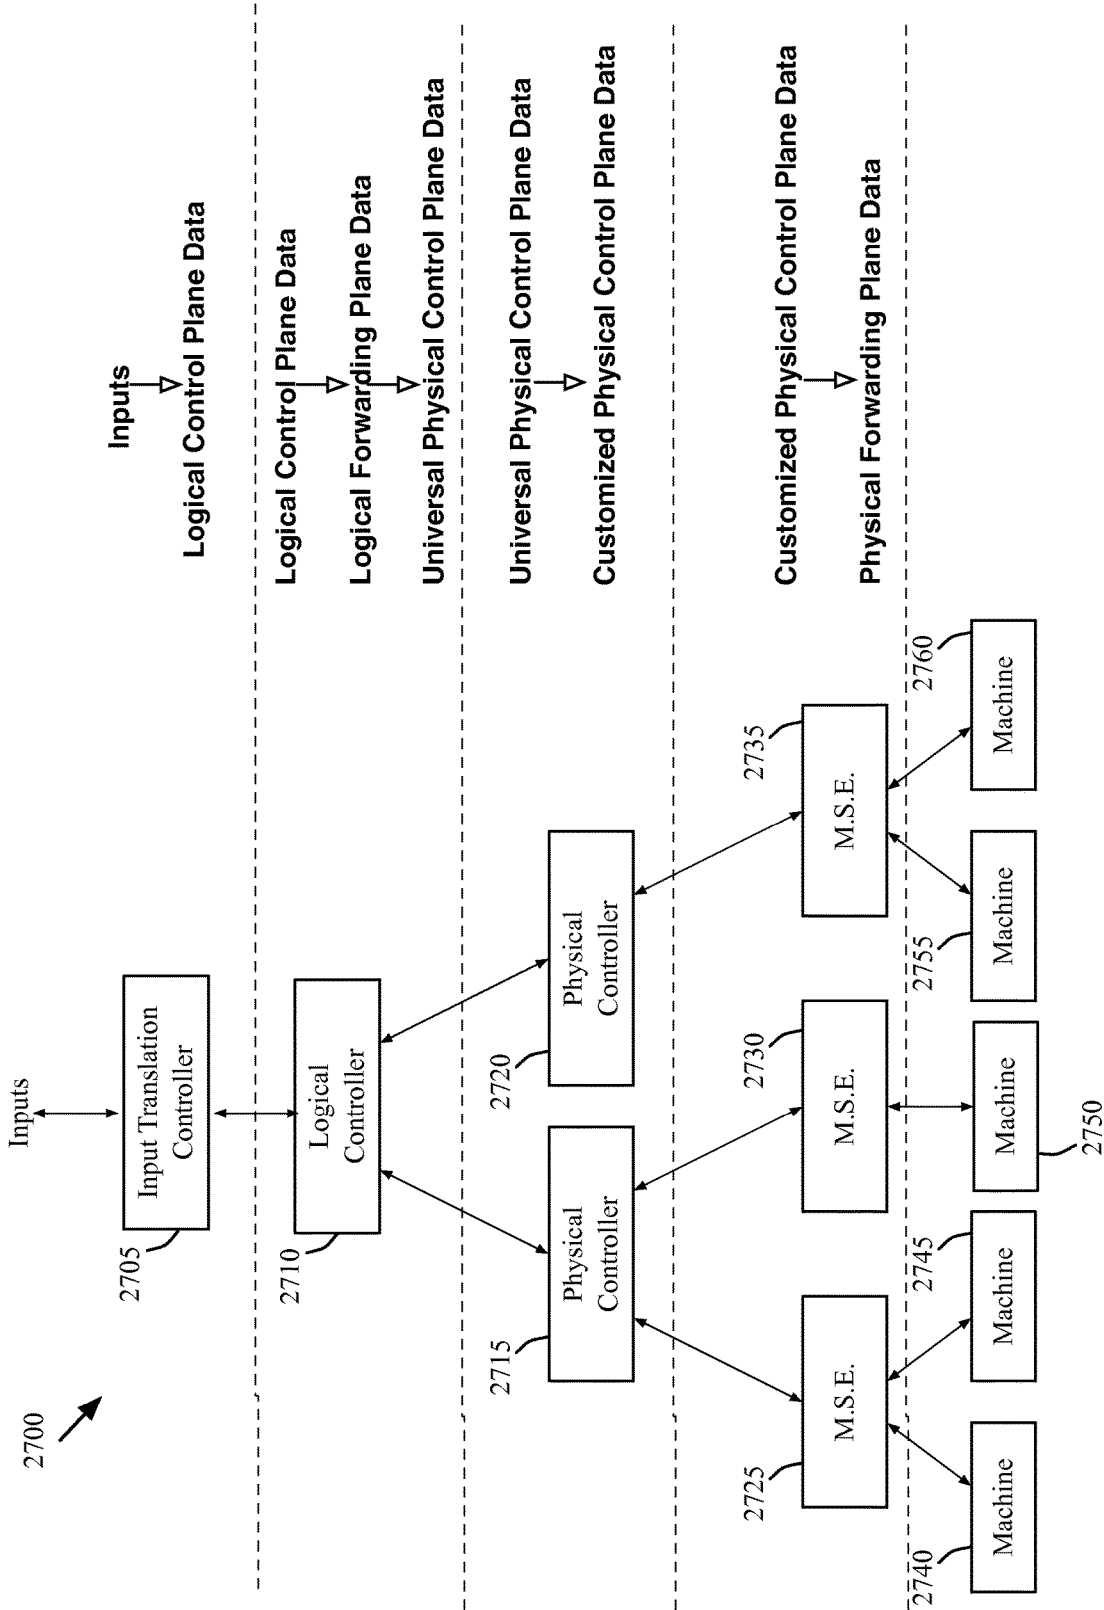 2700
Inputs
2705
Input Translation
Controller
Inputs
Logical Control Plane Data
2710
Logical
Controller
Logical Control Plane Data
Logical Forwarding Plane Data
Universal Physical Control Plane Data
2715
Physical
Controller
2720
Physical
Controller
Universal Physical Control Plane Data
Customized Physical Control Plane Data
2725
M.S.E.
2730
M.S.E.
2735
M.S.E.
Customized Physical Control Plane Data
Physical Forwarding Plane Data
2740
Machine
2745
Machine
Machine
2750
2755
Machine
2760
Machine